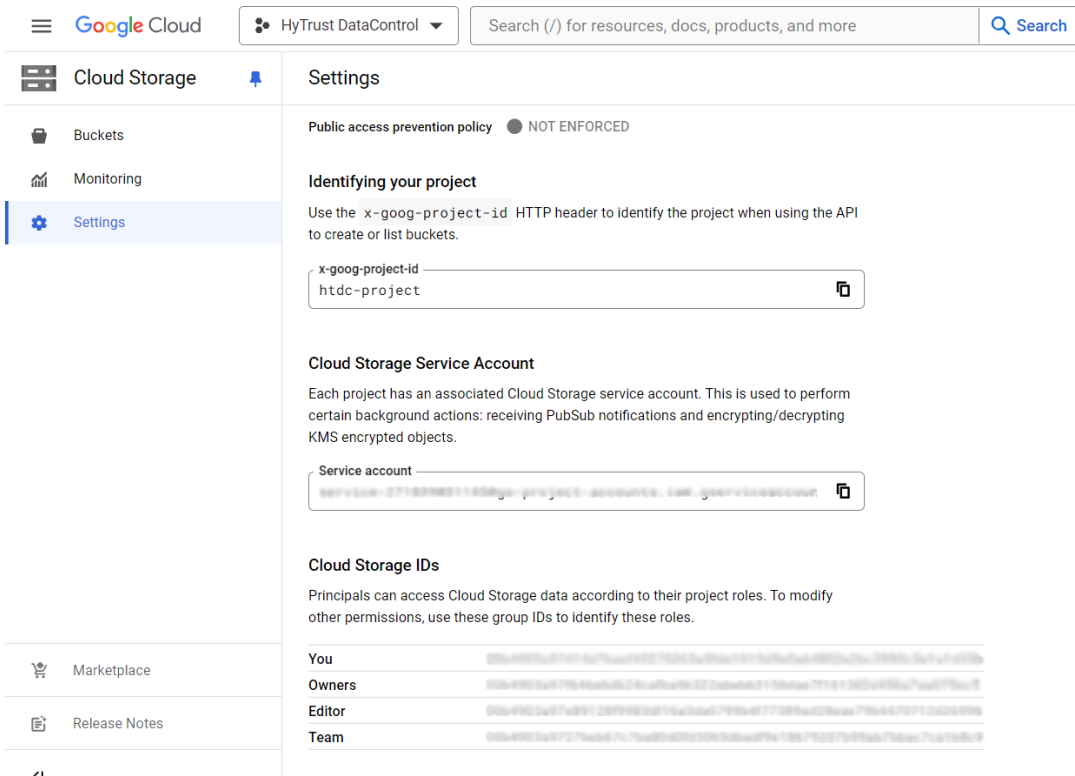 Google Cloud
HyTrust DataControl
Search (/) for resources, docs, products, and more
Search
Cloud Storage
Settings
Buckets
Monitoring
Settings
Marketplace
Release Notes
Public access prevention policy NOT ENFORCED
Identifying your project
Use the x-goog-project-id HTTP header to identify the project when using the API
to create or list buckets.
x-goog-project-id
htdc-project
Cloud Storage Service Account
Each project has an associated Cloud Storage service account. This is used to perform
certain background actions: receiving PubSub notifications and encrypting/decrypting
KMS encrypted objects.
Service account
Cloud Storage IDs
Principals can access Cloud Storage data according to their project roles. To modify
other permissions, use these group IDs to identify these roles.
You
Owners
Editor
Team